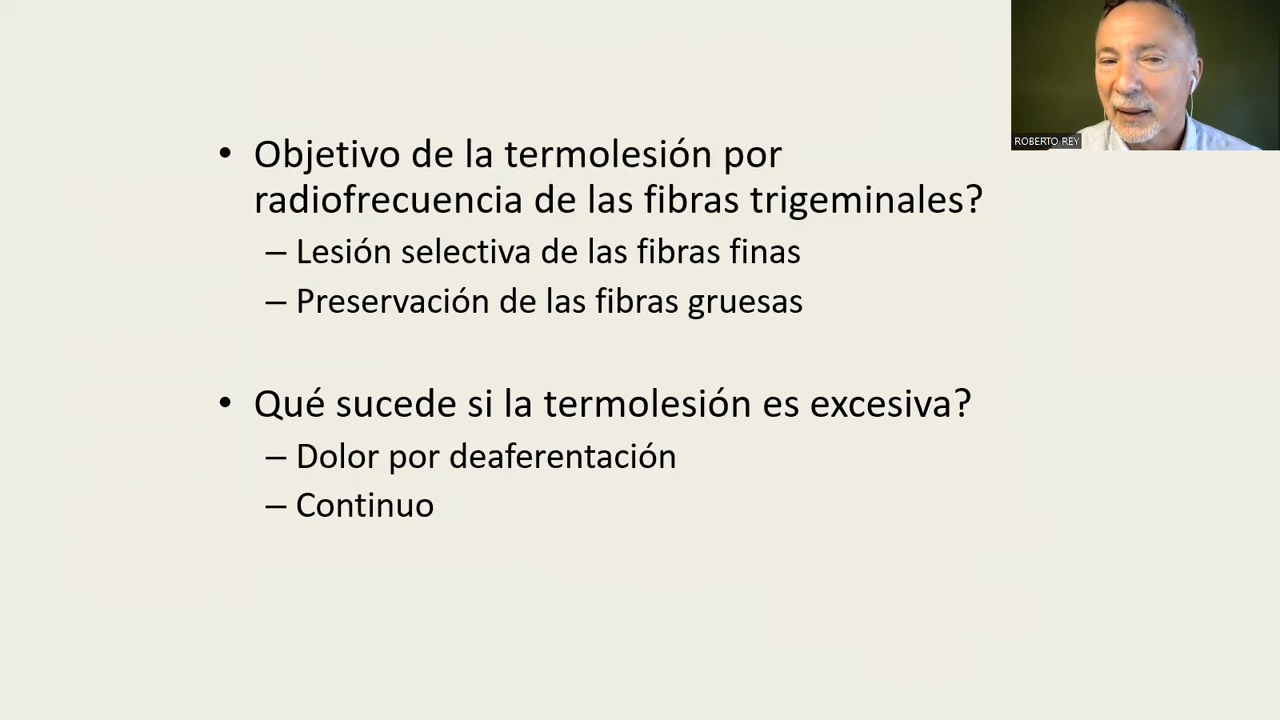 ROBERTO REY
• Objetivo de la termolesión por
radiofrecuencia de las fibras trigeminales?
– Lesión selectiva de las fibras finas
– Preservación de las fibras gruesas
• Qué sucede si la termolesión es excesiva?
– Dolor por deaferentación
– Continuo